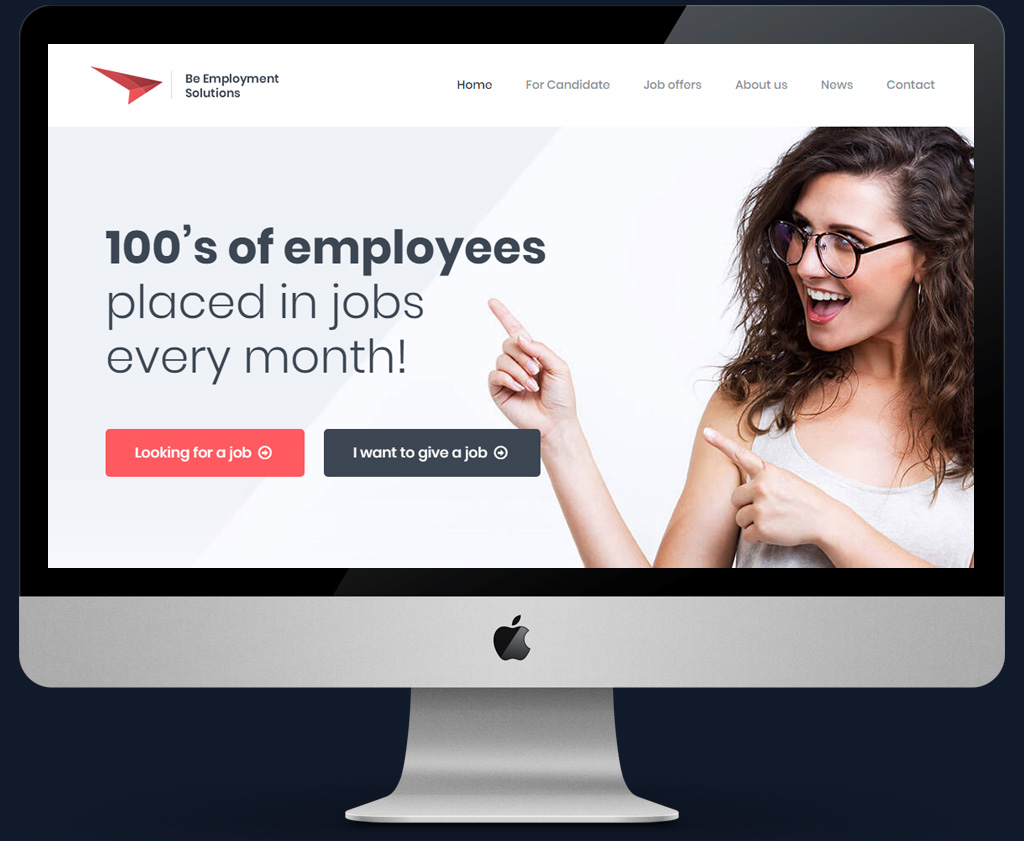 Be Employment
Solutions
Home For Candidate Job offers About us News Contact
100’s of employees
placed in jobs
every month!
Looking for a job
I want to give a job